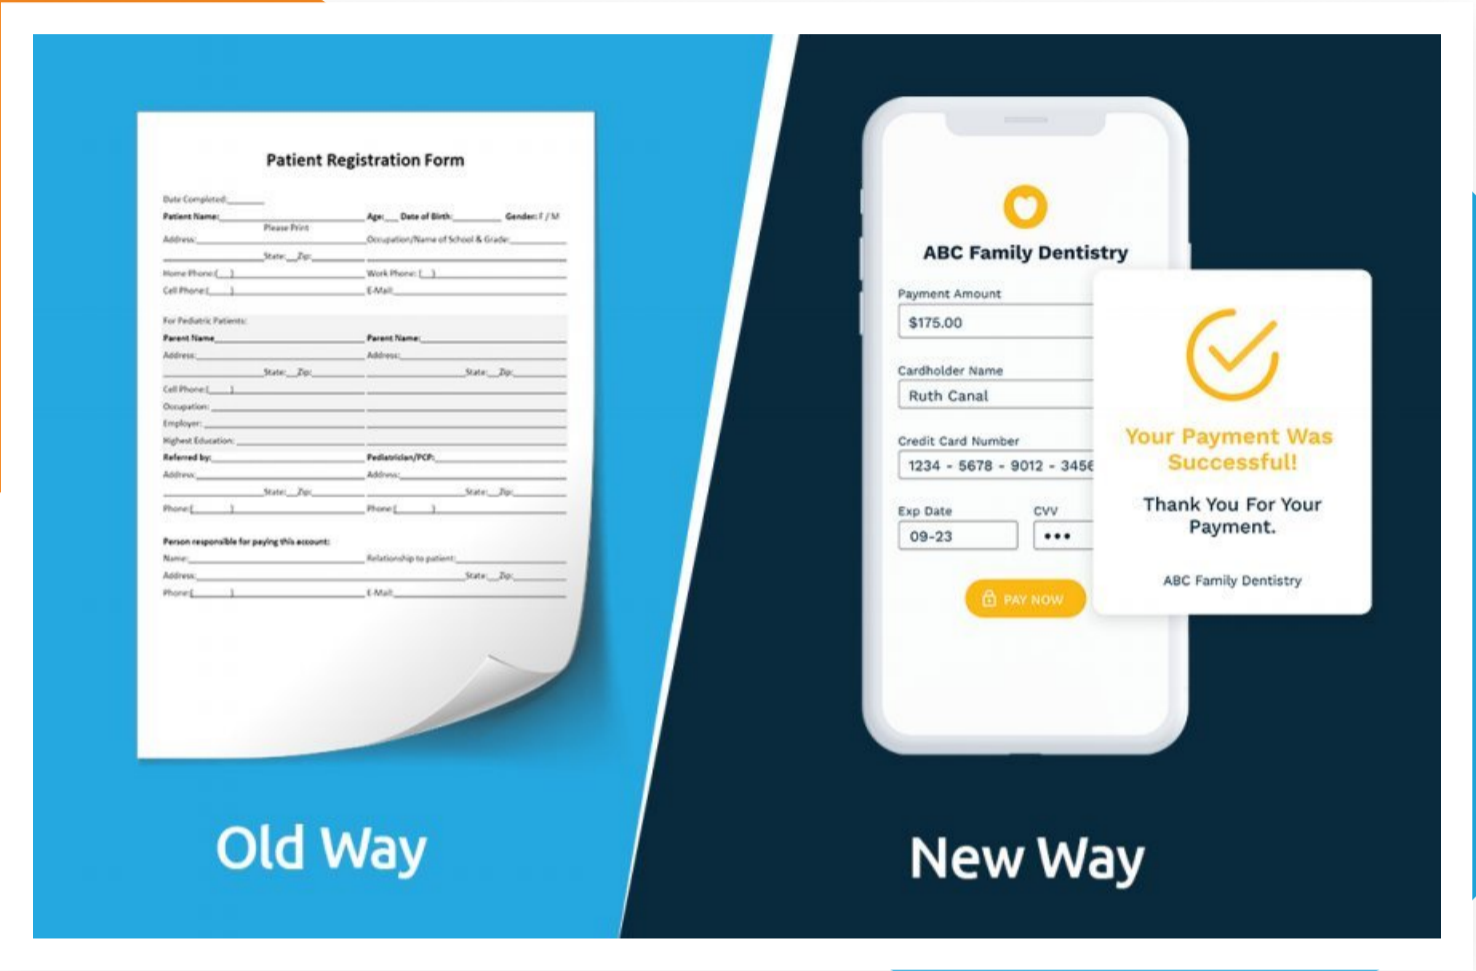 Patient Registration Form
Date Completed:
Patient Name: Age: Date of Birth: Gender: F / M
Please Print
Address: Occupation/Name of School & Grade:
State: Zip:
Home Phone:( ) Work Phone: ( )
Cell Phone:( ) E-Mail:
For Pediatric Patients:
Parent Name Parent Name:
Address: Address:
State: Zip: State: Zip:
Cell Phone:( )
Occupation:
Employer:
Highest Education:
Referred by: Pediatrician/PCP:
Address: Address:
State: Zip: State: Zip:
Phone:( ) Phone:( )
Person responsible for paying this account:
Name: Relationship to patient:
Address: State: Zip:
Phone:( ) E-Mail:
Old Way
ABC Family Dentistry
Payment Amount
$175.00
Cardholder Name
Ruth Canal
Credit Card Number
1234 - 5678 - 9012 - 3456
Exp Date CVV
09-23 •••
PAY NOW
Your Payment Was
Successful!
Thank You For Your
Payment.
ABC Family Dentistry
New Way